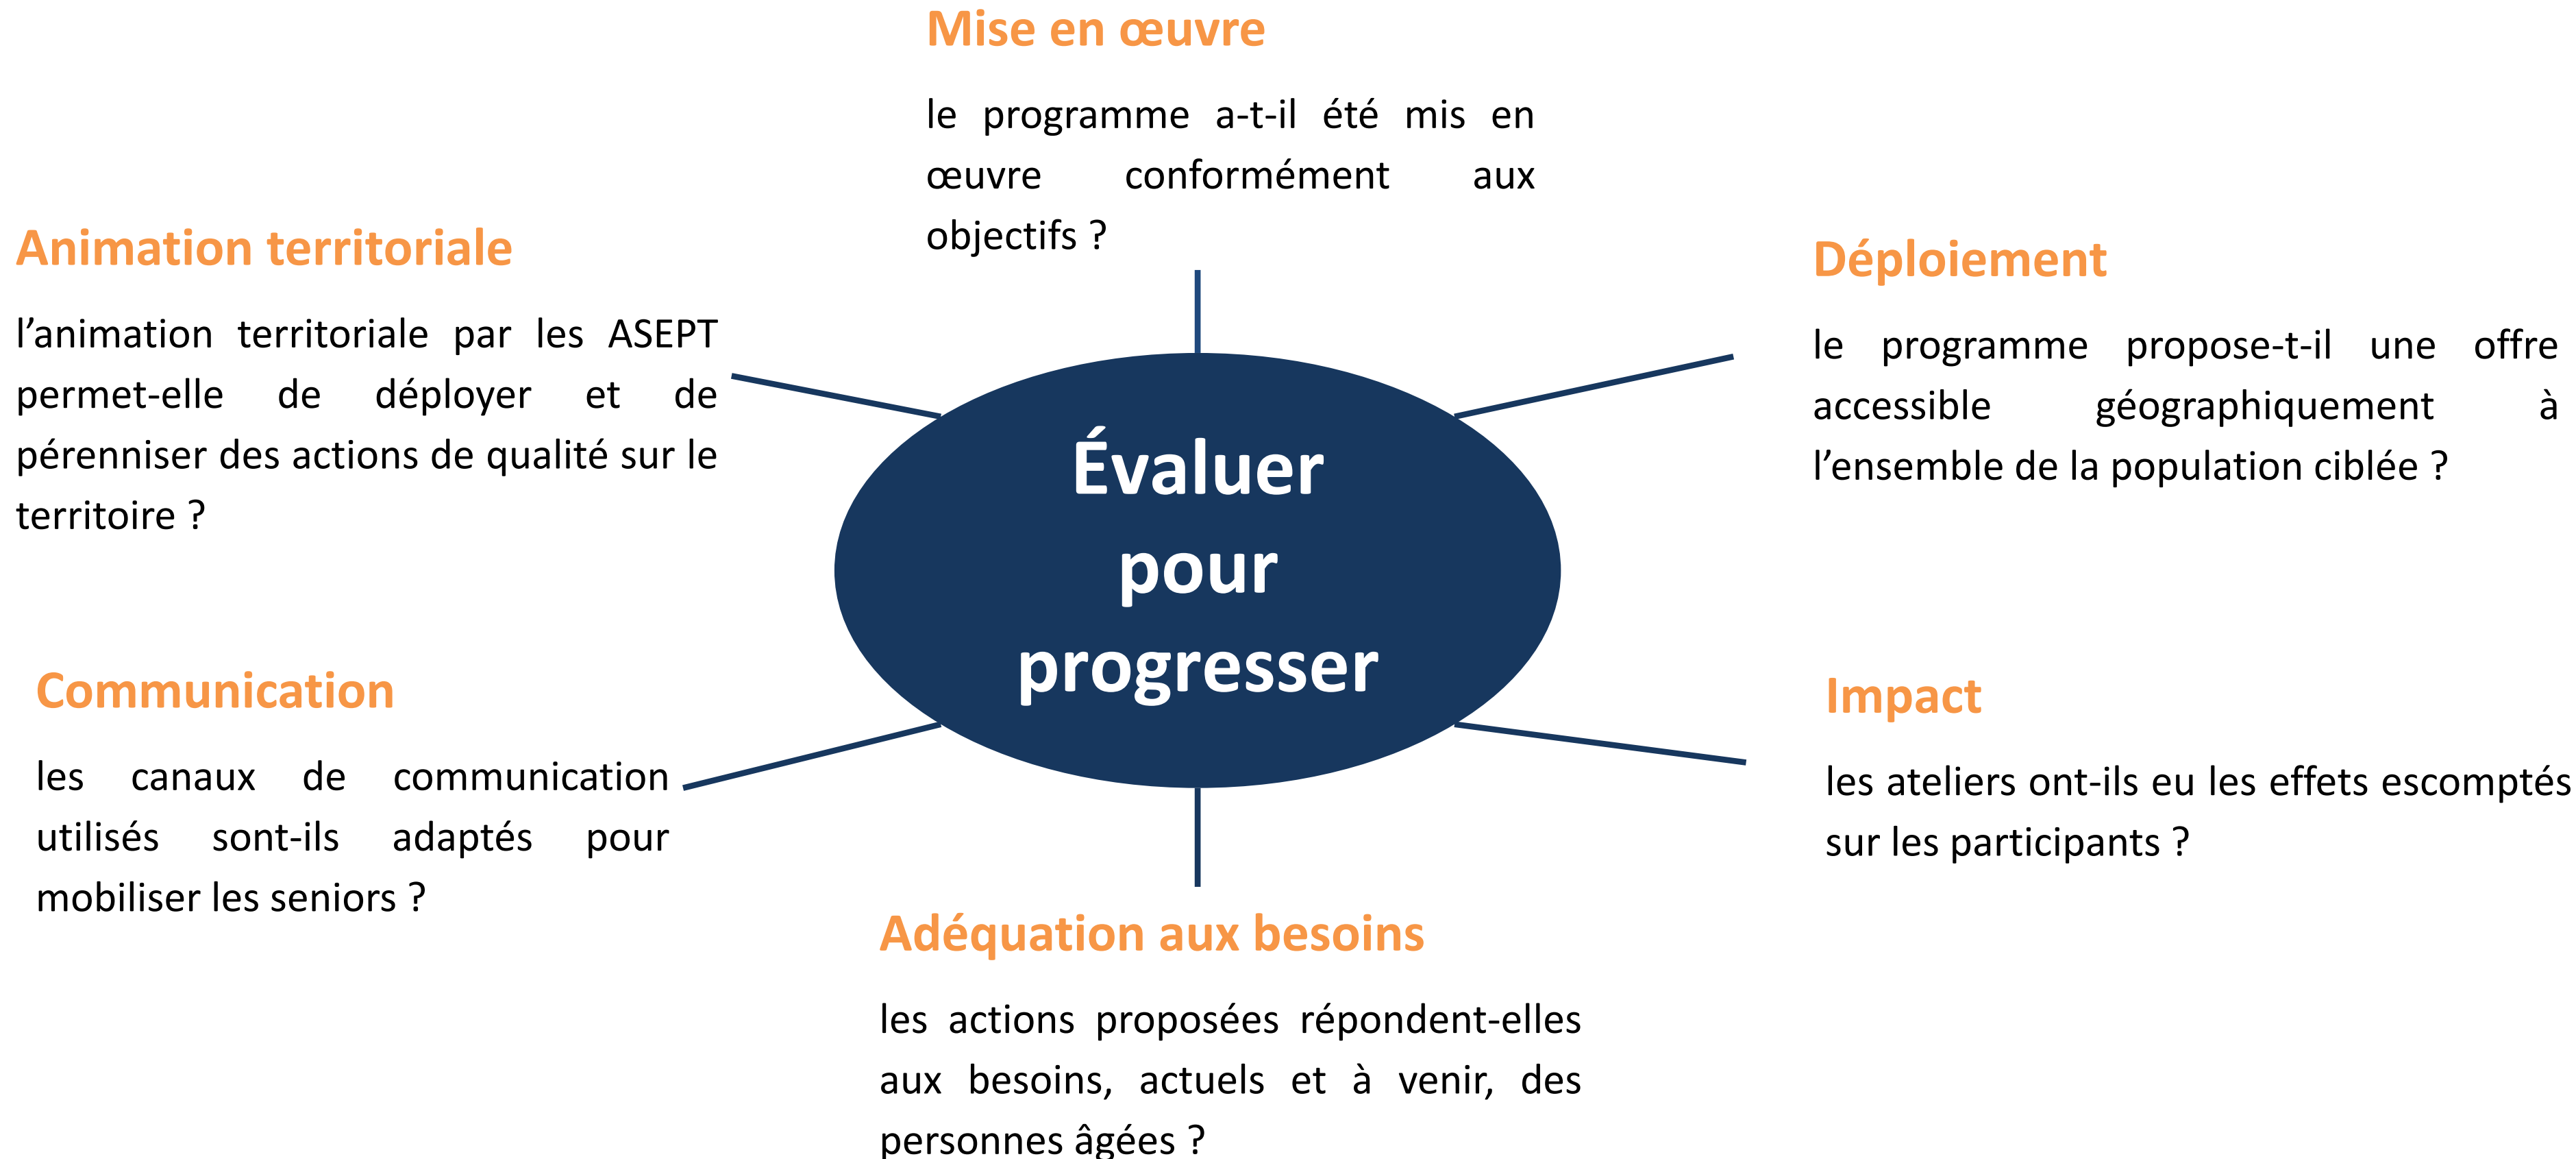 Mise en œuvre
le programme a-t-il été mis en
œuvre conformément aux
objectifs ?
Animation territoriale
l’animation territoriale par les ASEPT
permet-elle de déployer et de
pérenniser des actions de qualité sur le
territoire ?
Déploiement
le programme propose-t-il une offre
accessible géographiquement à
l’ensemble de la population ciblée ?
Évaluer
pour
progresser
Communication
les canaux de communication
utilisés sont-ils adaptés pour
mobiliser les seniors ?
Impact
les ateliers ont-ils eu les effets escomptés
sur les participants ?
Adéquation aux besoins
les actions proposées répondent-elles
aux besoins, actuels et à venir, des
personnes âgées ?